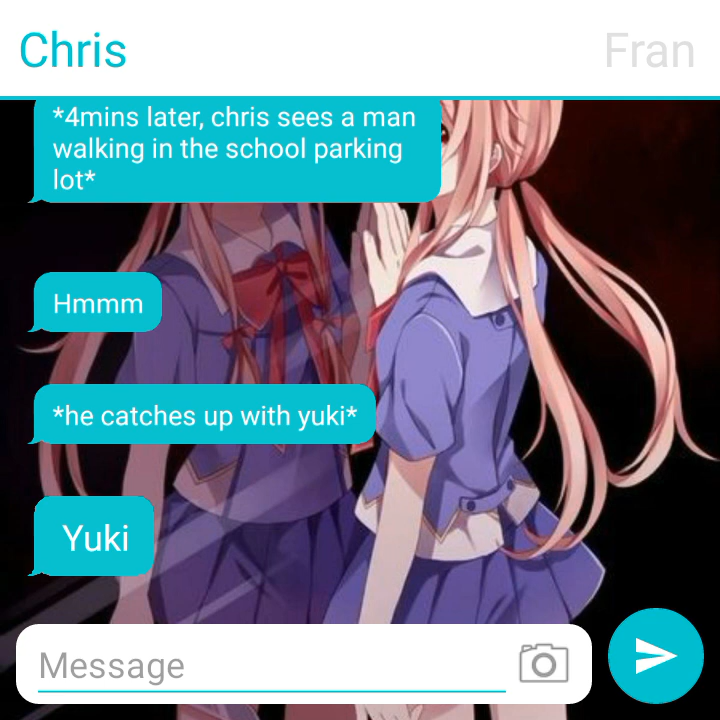 Chris
Fran
*4mins later, chris sees a man
walking in the school parking
lot*
Hmmm
*he catches up with yuki*
Yuki
Message